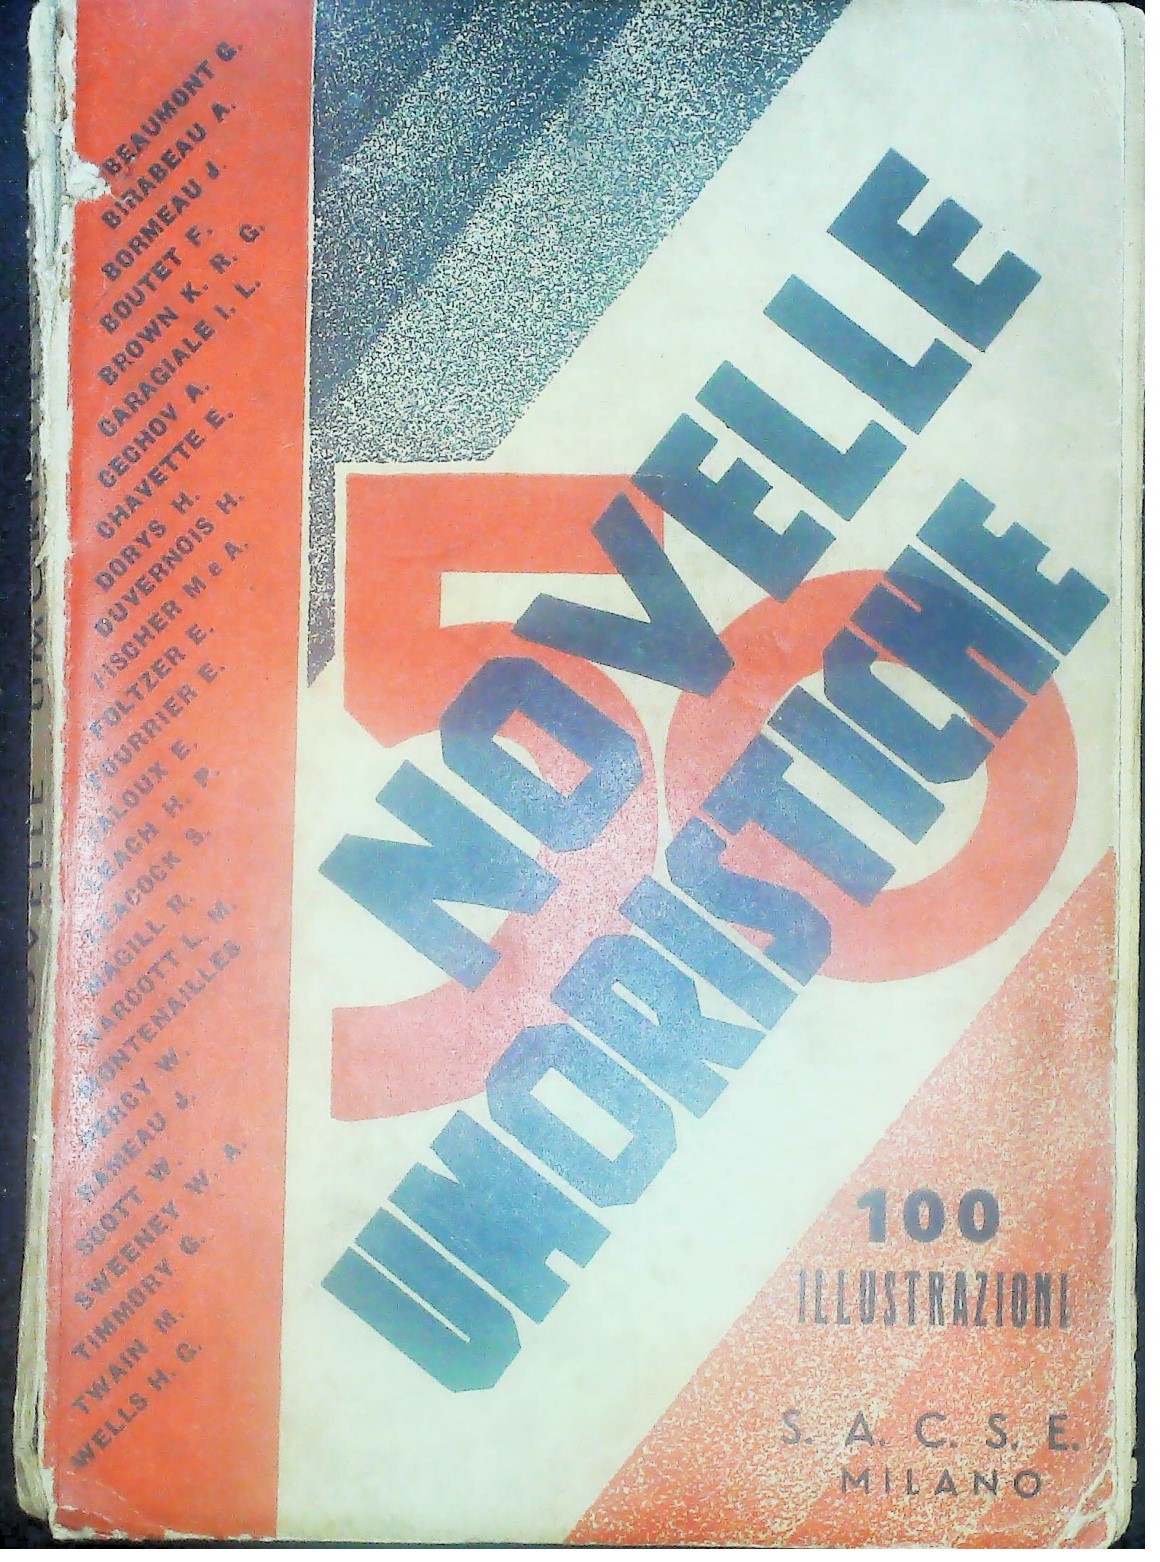 BEAUMONT G.
BIRABEAU A.
BORMEAU J.
BOUTET F.
BROWN K. R. G.
CARAGIALE I. L.
CECHOV A.
CHAVETTE E.
DORYS H.
DUVERNOIS H.
FISCHER M e A.
FOLTZER E.
FOURRIER E.
JALOUX E.
LEACH H. P.
LEACOCK S.
MAGILL R.
MARCOTT L. M.
MONTENAILLES
PERCY W.
RAMEAU J.
SCOTT W.
SWEENEY W. A.
TIMMORY G.
TWAIN M.
WELLS H. G.
50
NOVELLE
UMORISTICHE
100
ILLUSTRAZIONI
S. A. C. S. E.
MILANO